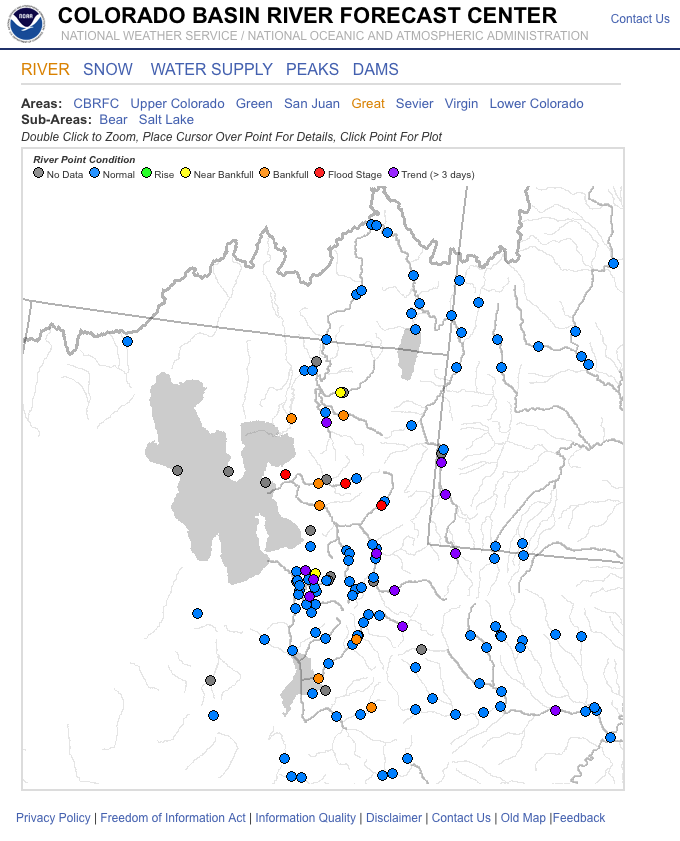 NOAA
COLORADO BASIN RIVER FORECAST CENTER
Contact Us
NATIONAL WEATHER SERVICE / NATIONAL OCEANIC AND ATMOSPHERIC ADMINISTRATION
RIVER SNOW WATER SUPPLY PEAKS DAMS
Areas: CBRFC Upper Colorado Green San Juan Great Sevier Virgin Lower Colorado
Sub-Areas: Bear Salt Lake
Double Click to Zoom, Place Cursor Over Point For Details, Click Point For Plot
River Point Condition
No Data Normal Rise Near Bankfull Bankfull Flood Stage Trend (> 3 days)
Privacy Policy | Freedom of Information Act | Information Quality | Disclaimer | Contact Us | Old Map |Feedback